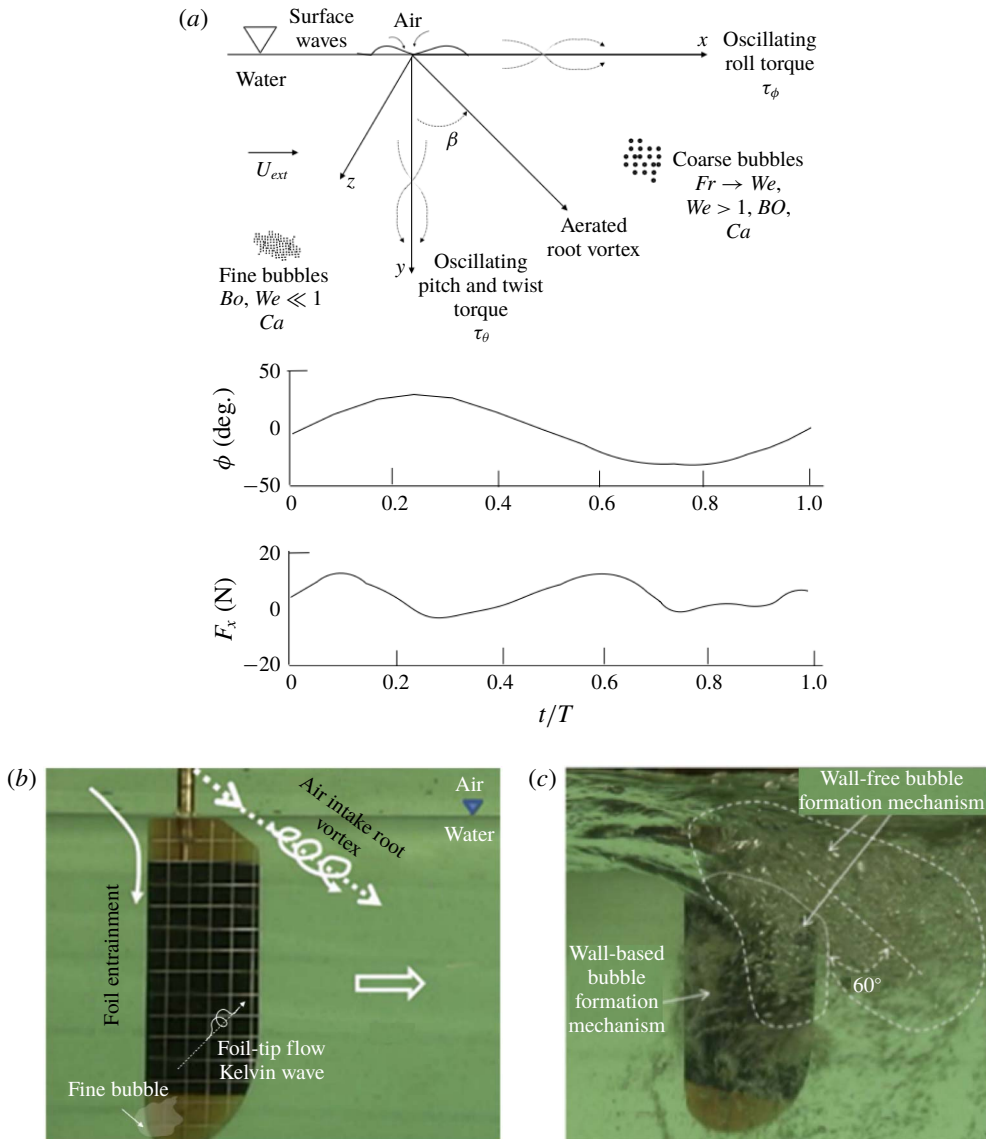 (a)
Surface
waves
Air
Water
x
Oscillating
roll torque
τϕ
β
U_ext
z
Coarse bubbles
Fr → We,
We > 1, BO,
Ca
Aerated
root vortex
Fine bubbles
Bo, We ≪ 1
Ca
y
Oscillating
pitch and twist
torque
τθ
50
0
−50
ϕ (deg.)
0 0.2 0.4 0.6 0.8 1.0
20
0
−20
F_x (N)
0 0.2 0.4 0.6 0.8 1.0
t/T
(b)
Air
Water
Air intake root
vortex
Foil entrainment
Foil-tip flow
Kelvin wave
Fine bubble
(c)
Wall-free bubble
formation mechanism
Wall-based
bubble
formation
mechanism
60°